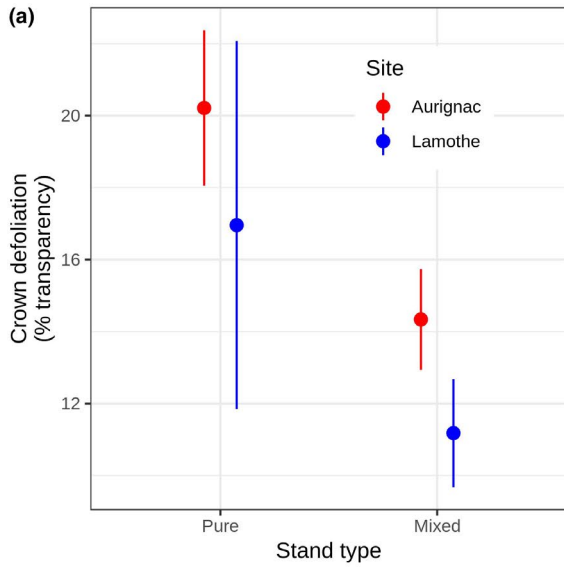 (a)
Site
Aurignac
Lamothe
20
16
12
Crown defoliation
(% transparency)
Pure
Mixed
Stand type